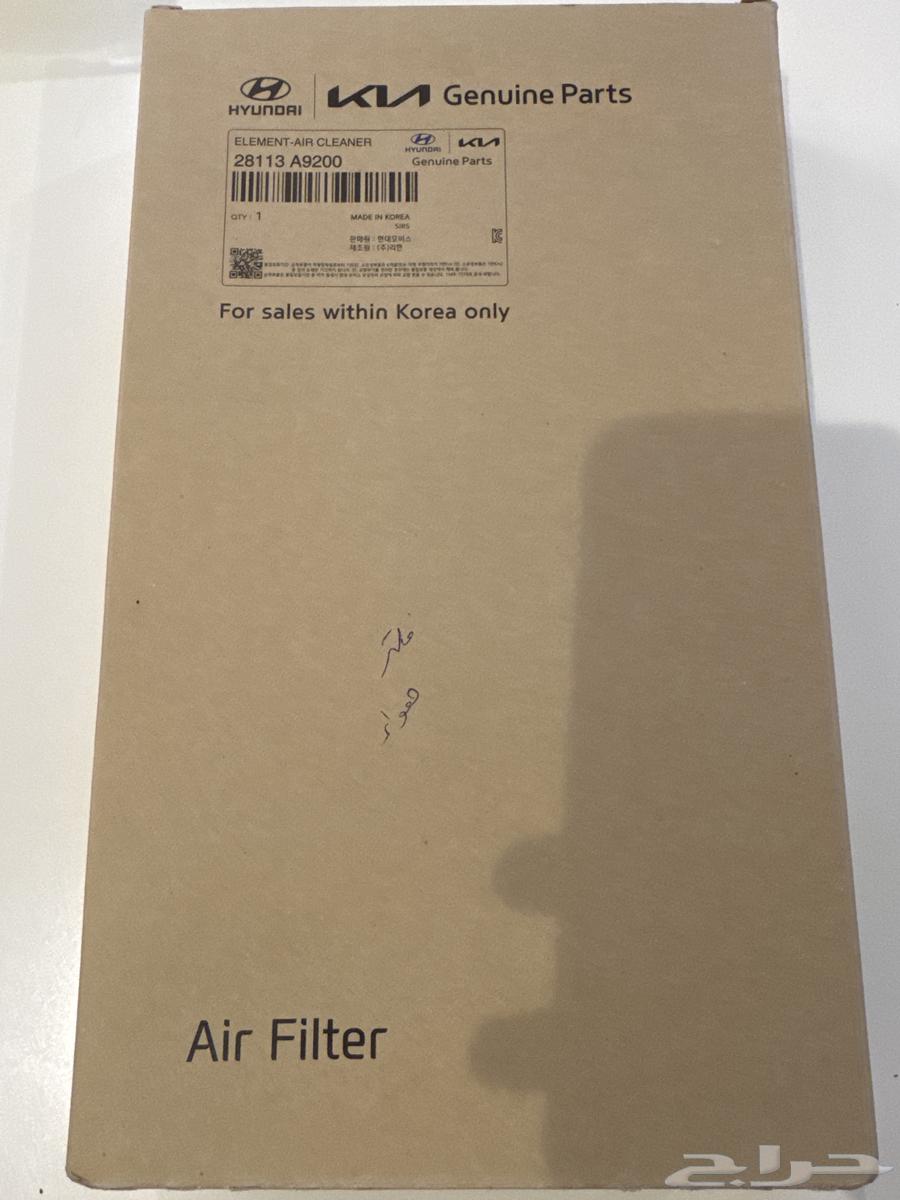 HYUNDAI KIA Genuine Parts
ELEMENT-AIR CLEANER
HYUNDAI KIA
28113 A9200
Genuine Parts
QTY : 1
MADE IN KOREA
판매원 : 현대모비스
For sales within Korea only
فلتر
هواء
Air Filter
حراج